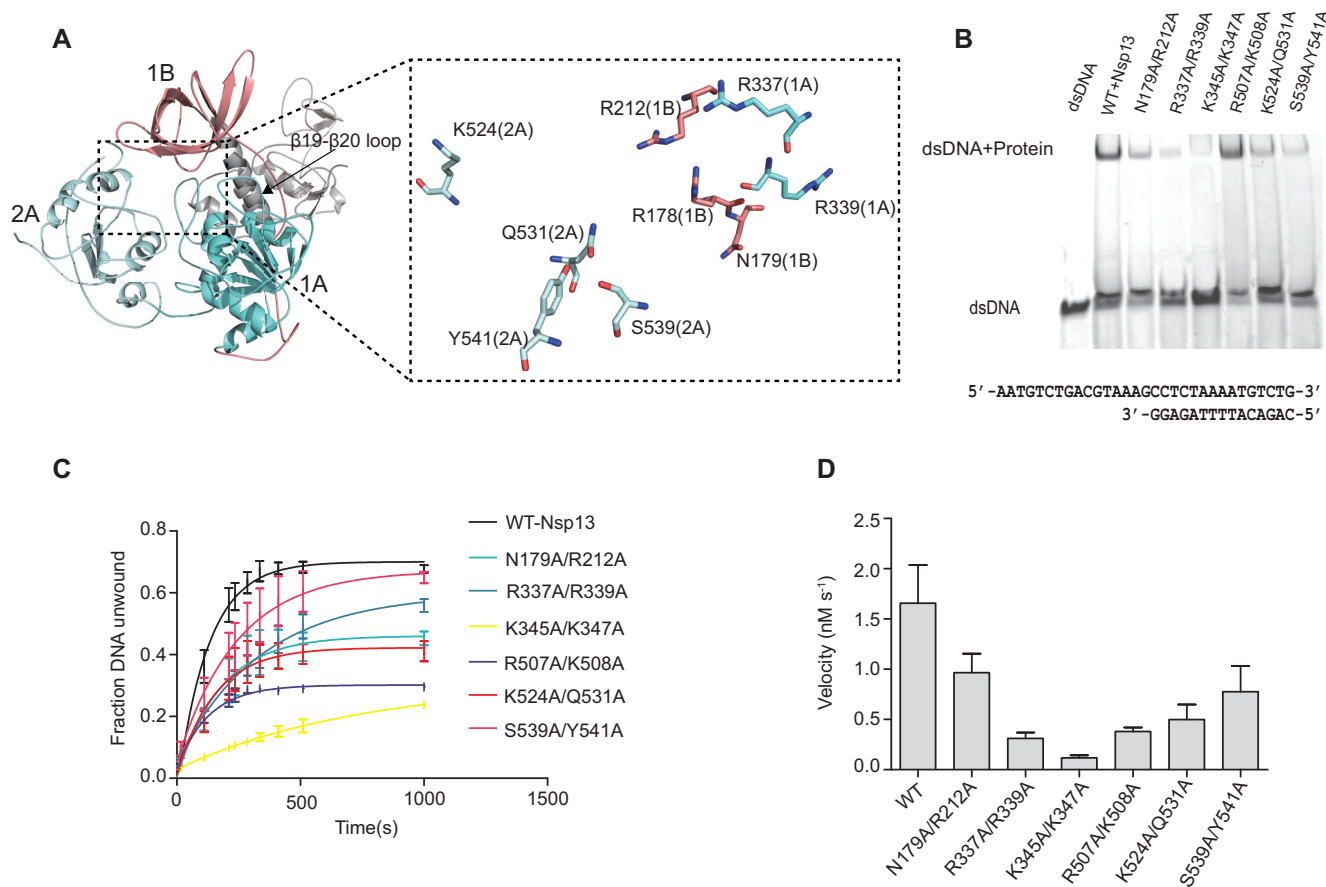 A
1B
2A
1A
β19-β20 loop
K524(2A)
R212(1B)
R337(1A)
R178(1B)
R339(1A)
N179(1B)
Q531(2A)
Y541(2A)
S539(2A)
B
dsDNA
WT+Nsp13
N179A/R212A
R337A/R339A
K345A/K347A
R507A/K508A
K524A/Q531A
S539A/Y541A
dsDNA+Protein
dsDNA
5'-AATGTCTGACGTAAAGCCTCTAAAATGTCTG-3'
3'-GGAGATTTTACAGAC-5'
C
Fraction DNA unwound
0.8
0.6
0.4
0.2
0.0
0
500
1000
1500
Time(s)
WT-Nsp13
N179A/R212A
R337A/R339A
K345A/K347A
R507A/K508A
K524A/Q531A
S539A/Y541A
D
Velocity (nM s⁻¹)
2.5
2.0
1.5
1.0
0.5
0.0
WT
N179A/R212A
R337A/R339A
K345A/K347A
R507A/K508A
K524A/Q531A
S539A/Y541A